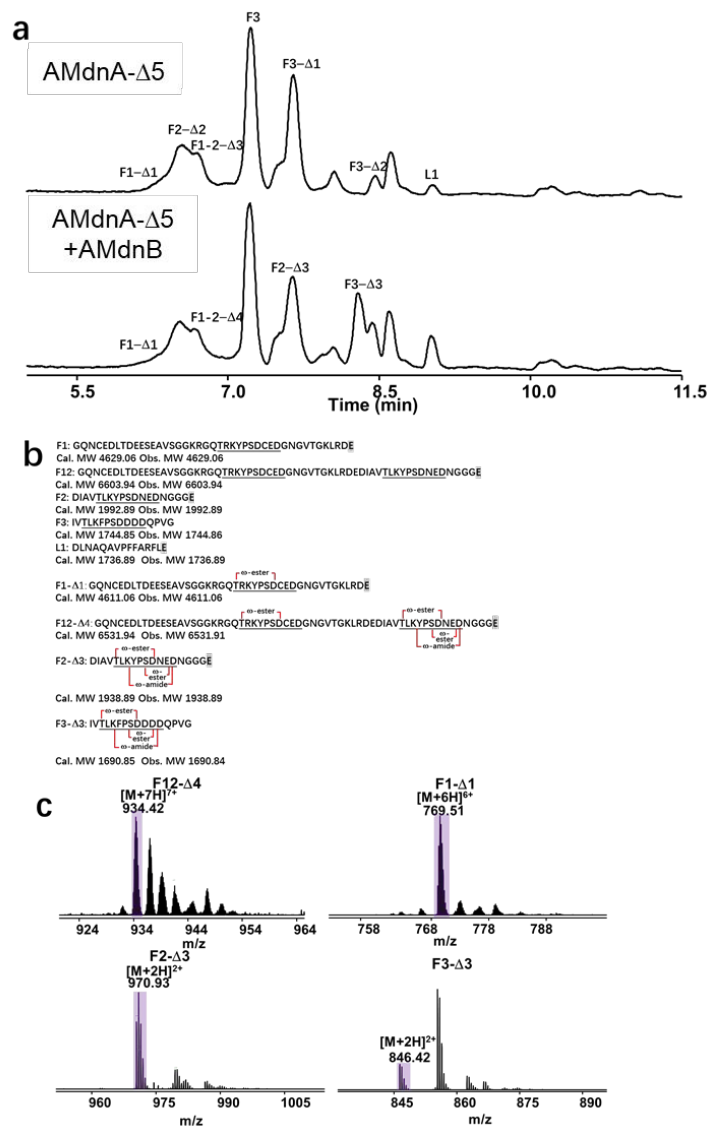 a
AMdnA-Δ5
F1-Δ1
F2-Δ2
F1-2-Δ3
F3
F3-Δ1
F3-Δ2
L1
AMdnA-Δ5
+AMdnB
F1-Δ1
F1-2-Δ4
F2-Δ3
F3-Δ3
5.5 7.0 8.5 10.0 11.5
Time (min)
b
F1: GQNCEDLTDEESEAVSGGKRGQTRKYPSDCEDGNGVTGKLRDE
Cal. MW 4629.06 Obs. MW 4629.06
F12: GQNCEDLTDEESEAVSGGKRGQTRKYPSDCEDGNGVTGKLRDEDIAVTLKYPSDNEDNGGGE
Cal. MW 6603.94 Obs. MW 6603.94
F2: DIAVTLKYPSDNEDNGGGE
Cal. MW 1992.89 Obs. MW 1992.89
F3: IVTLKFPSDDDDQPVG
Cal. MW 1744.85 Obs. MW 1744.86
L1: DLNAQAVPFFARFLE
Cal. MW 1736.89 Obs. MW 1736.89
ω-ester
F1-Δ1: GQNCEDLTDEESEAVSGGKRGQTRKYPSDCEDGNGVTGKLRDE
Cal. MW 4611.06 Obs. MW 4611.06
ω-ester ω-ester
F12-Δ4: GQNCEDLTDEESEAVSGGKRGQTRKYPSDCEDGNGVTGKLRDEDIAVTLKYPSDNEDNGGGE
ω-
ester
ω-amide
Cal. MW 6531.94 Obs. MW 6531.91
ω-ester
F2-Δ3: DIAVTLKYPSDNEDNGGGE
ω-
ester
ω-amide
Cal. MW 1938.89 Obs. MW 1938.89
ω-ester
F3-Δ3: IVTLKFPSDDDDQPVG
ω-
ester
ω-amide
Cal. MW 1690.85 Obs. MW 1690.84
c
F12-Δ4
[M+7H]7+
934.42
924 934 944 954 964
m/z
F1-Δ1
[M+6H]6+
769.51
758 768 778 788
m/z
F2-Δ3
[M+2H]2+
970.93
960 975 990 1005
m/z
F3-Δ3
[M+2H]2+
846.42
845 860 875 890
m/z